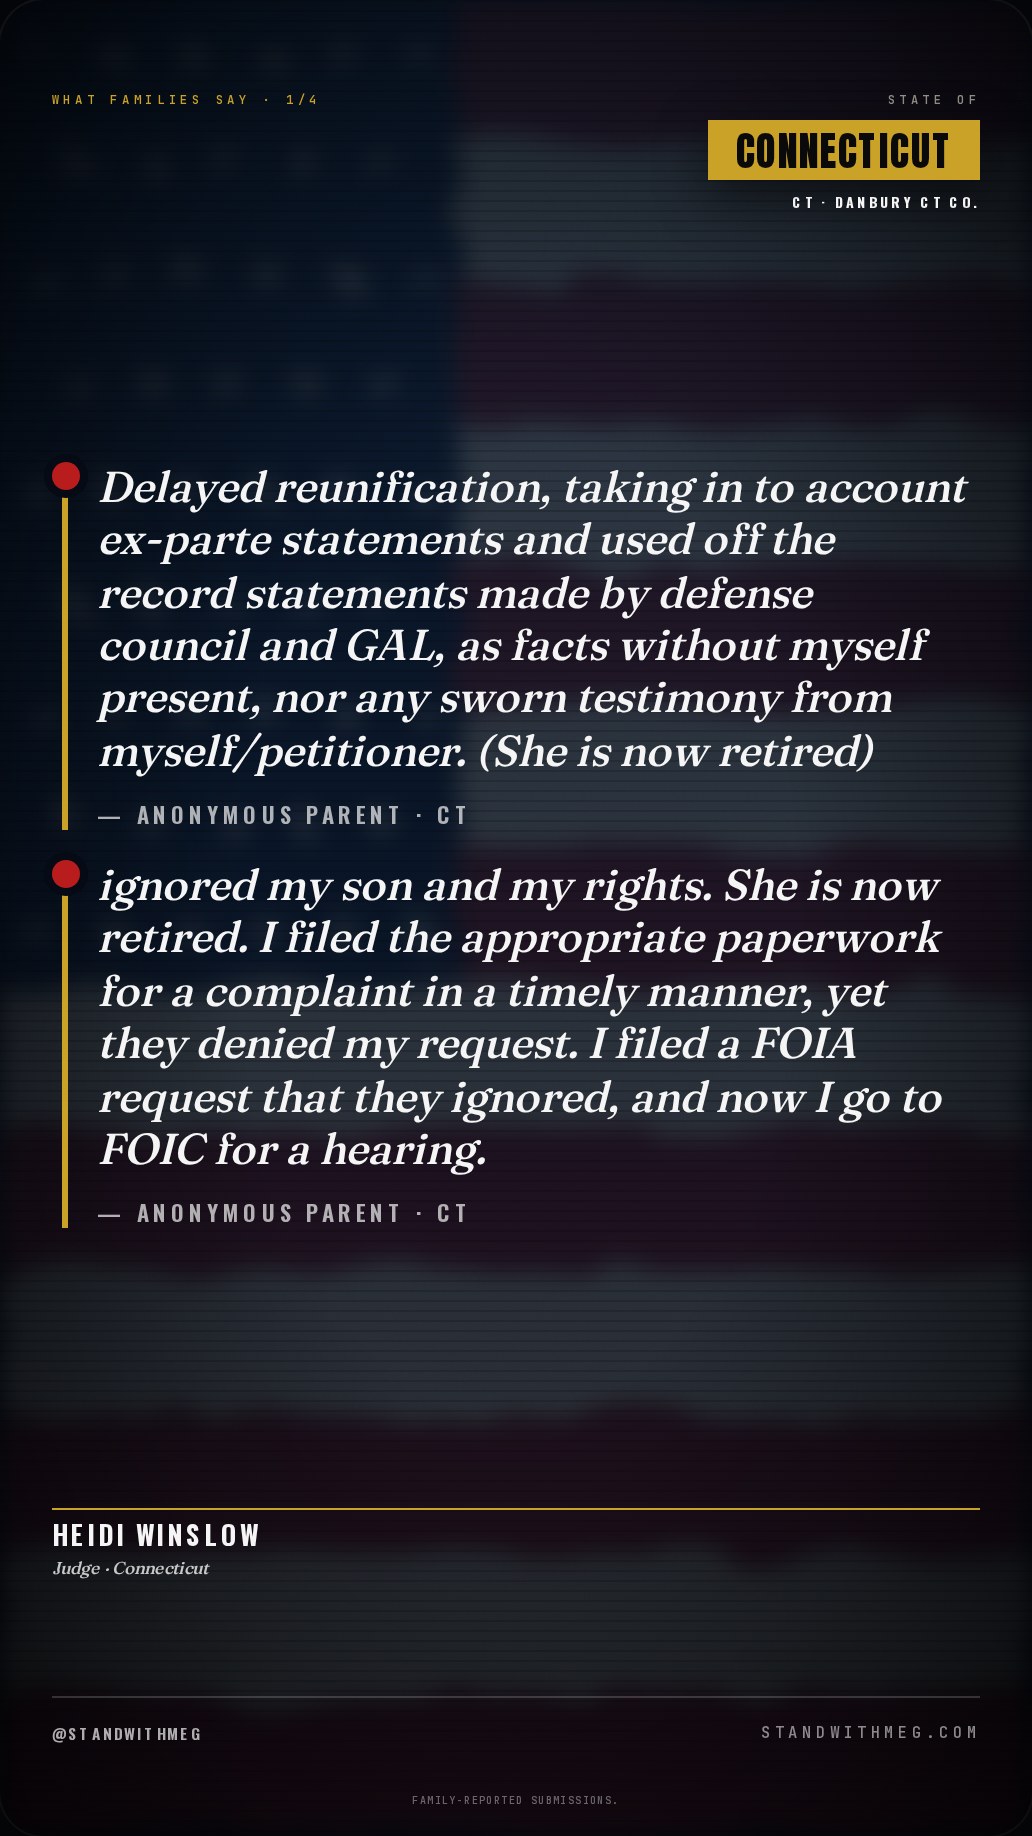 WHAT FAMILIES SAY · 1/4
STATE OF
CONNECTICUT
CT · DANBURY CT CO.
Delayed reunification, taking in to account
ex-parte statements and used off the
record statements made by defense
council and GAL, as facts without myself
present, nor any sworn testimony from
myself/petitioner. (She is now retired)
— ANONYMOUS PARENT · CT
ignored my son and my rights. She is now
retired. I filed the appropriate paperwork
for a complaint in a timely manner, yet
they denied my request. I filed a FOIA
request that they ignored, and now I go to
FOIC for a hearing.
— ANONYMOUS PARENT · CT
HEIDI WINSLOW
Judge · Connecticut
@STANDWITHMEG
STANDWITHMEG.COM
FAMILY-REPORTED SUBMISSIONS.